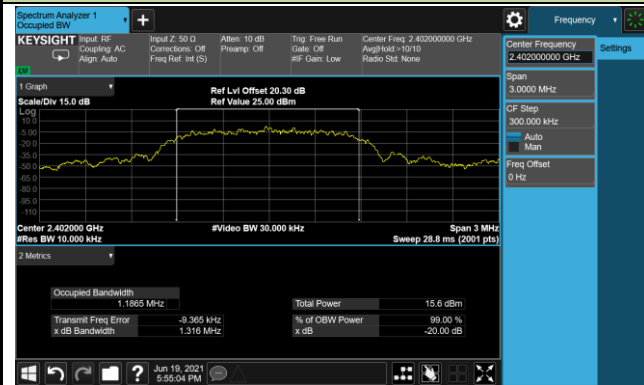 Spectrum Analyzer 1
Occupied BW
Frequency
KEYSIGHT Input: RF
Coupling: AC
Align: Auto
Input Z: 50 Ω
Corrections: Off
Freq Ref: Int (S)
Atten: 10 dB
Preamp: Off
Trig: Free Run
Gate: Off
#IF Gain: Low
Center Freq: 2.402000000 GHz
Avg|Hold:>10/10
Radio Std: None
LXI
Center Frequency
2.402000000 GHz
Settings
Span
3.0000 MHz
CF Step
300.000 kHz
Auto
Man
Freq Offset
0 Hz
1 Graph
Scale/Div 15.0 dB
Ref Lvl Offset 20.30 dB
Ref Value 25.00 dBm
Log
10.0
-5.00
-20.0
-35.0
-50.0
-65.0
-80.0
-95.0
-110
Center 2.402000 GHz
#Video BW 30.000 kHz
Span 3 MHz
#Res BW 10.000 kHz
Sweep 28.8 ms (2001 pts)
2 Metrics
Occupied Bandwidth
1.1865 MHz
Total Power 15.6 dBm
Transmit Freq Error -9.365 kHz
% of OBW Power 99.00 %
x dB Bandwidth 1.316 MHz
x dB -20.00 dB
Jun 19, 2021
5:55:04 PM